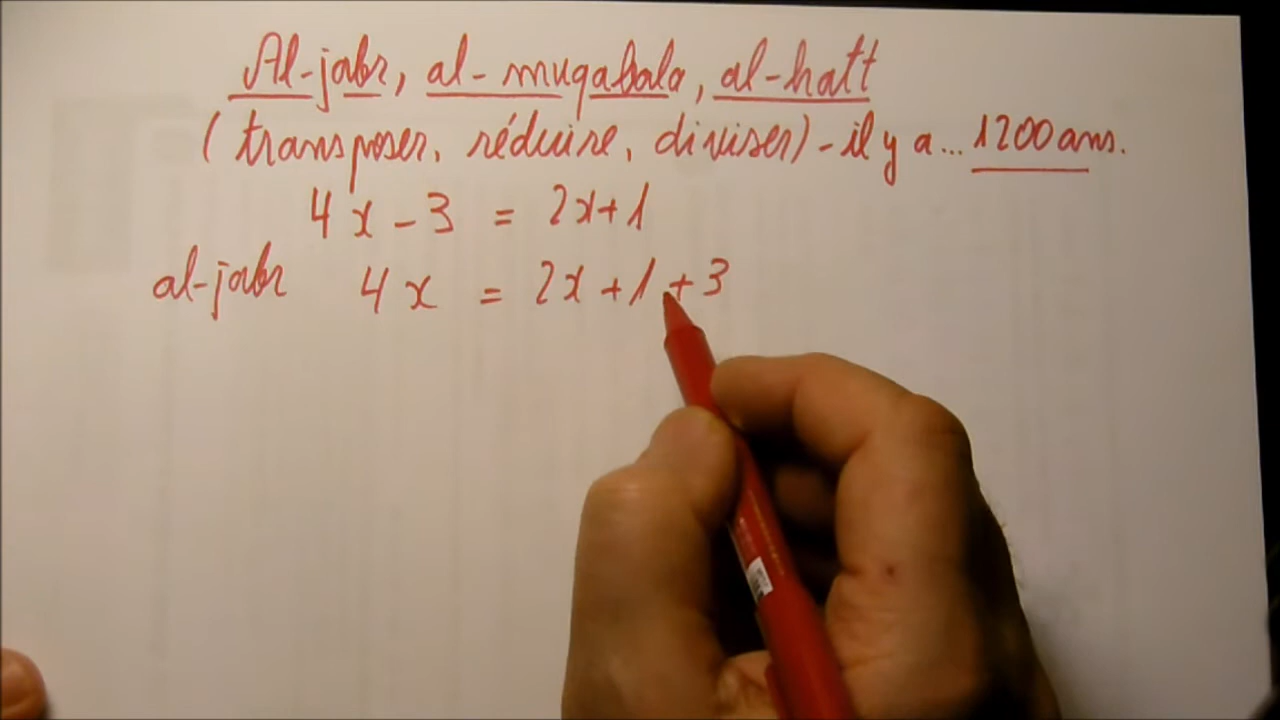 Al-jabr, al-muqabala, al-hatt
(transposer, réduire, diviser) - il y a... 1200 ans.
4x - 3 = 2x + 1
al-jabr 4x = 2x + 1 + 3